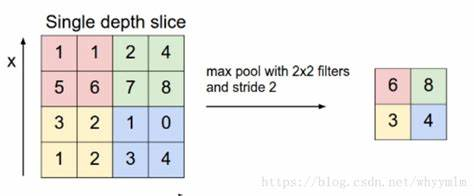 Single depth slice
x
1 1 2 4
5 6 7 8
3 2 1 0
1 2 3 4
max pool with 2x2 filters
and stride 2
6 8
3 4
https://blog.csdn.net/whyymlm